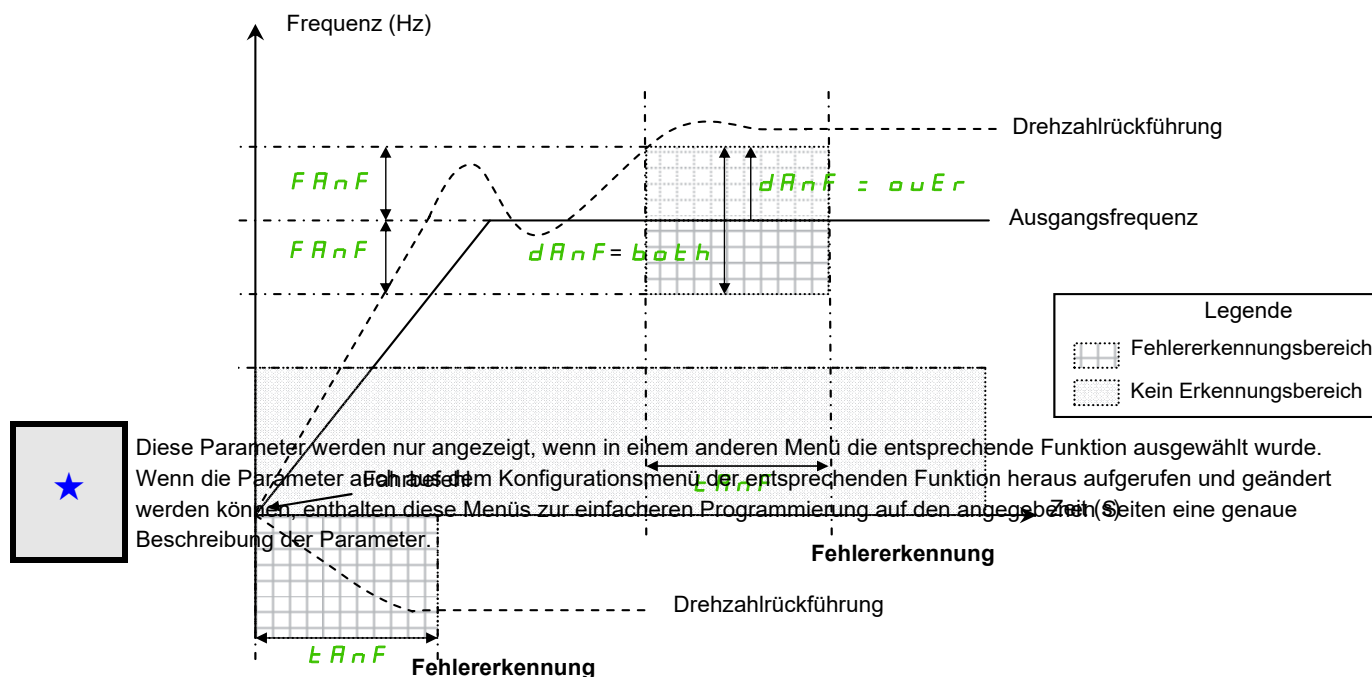 Frequenz (Hz)
Drehzahlrückführung
FAnF
dAnF = ouEr
Ausgangsfrequenz
FAnF
dAnF= both
Legende
Fehlererkennungsbereich
Kein Erkennungsbereich
Diese Parameter werden nur angezeigt, wenn in einem anderen Menü die entsprechende Funktion ausgewählt wurde.
Wenn die Parameter auch aus dem Konfigurationsmenü der entsprechenden Funktion heraus aufgerufen und geändert
Fahrbefehl
tAnF
werden können, enthalten diese Menüs zur einfacheren Programmierung auf den angegebenen Seiten eine genaue
Zeit (s)
Beschreibung der Parameter.
Fehlererkennung
Drehzahlrückführung
tAnF
Fehlererkennung